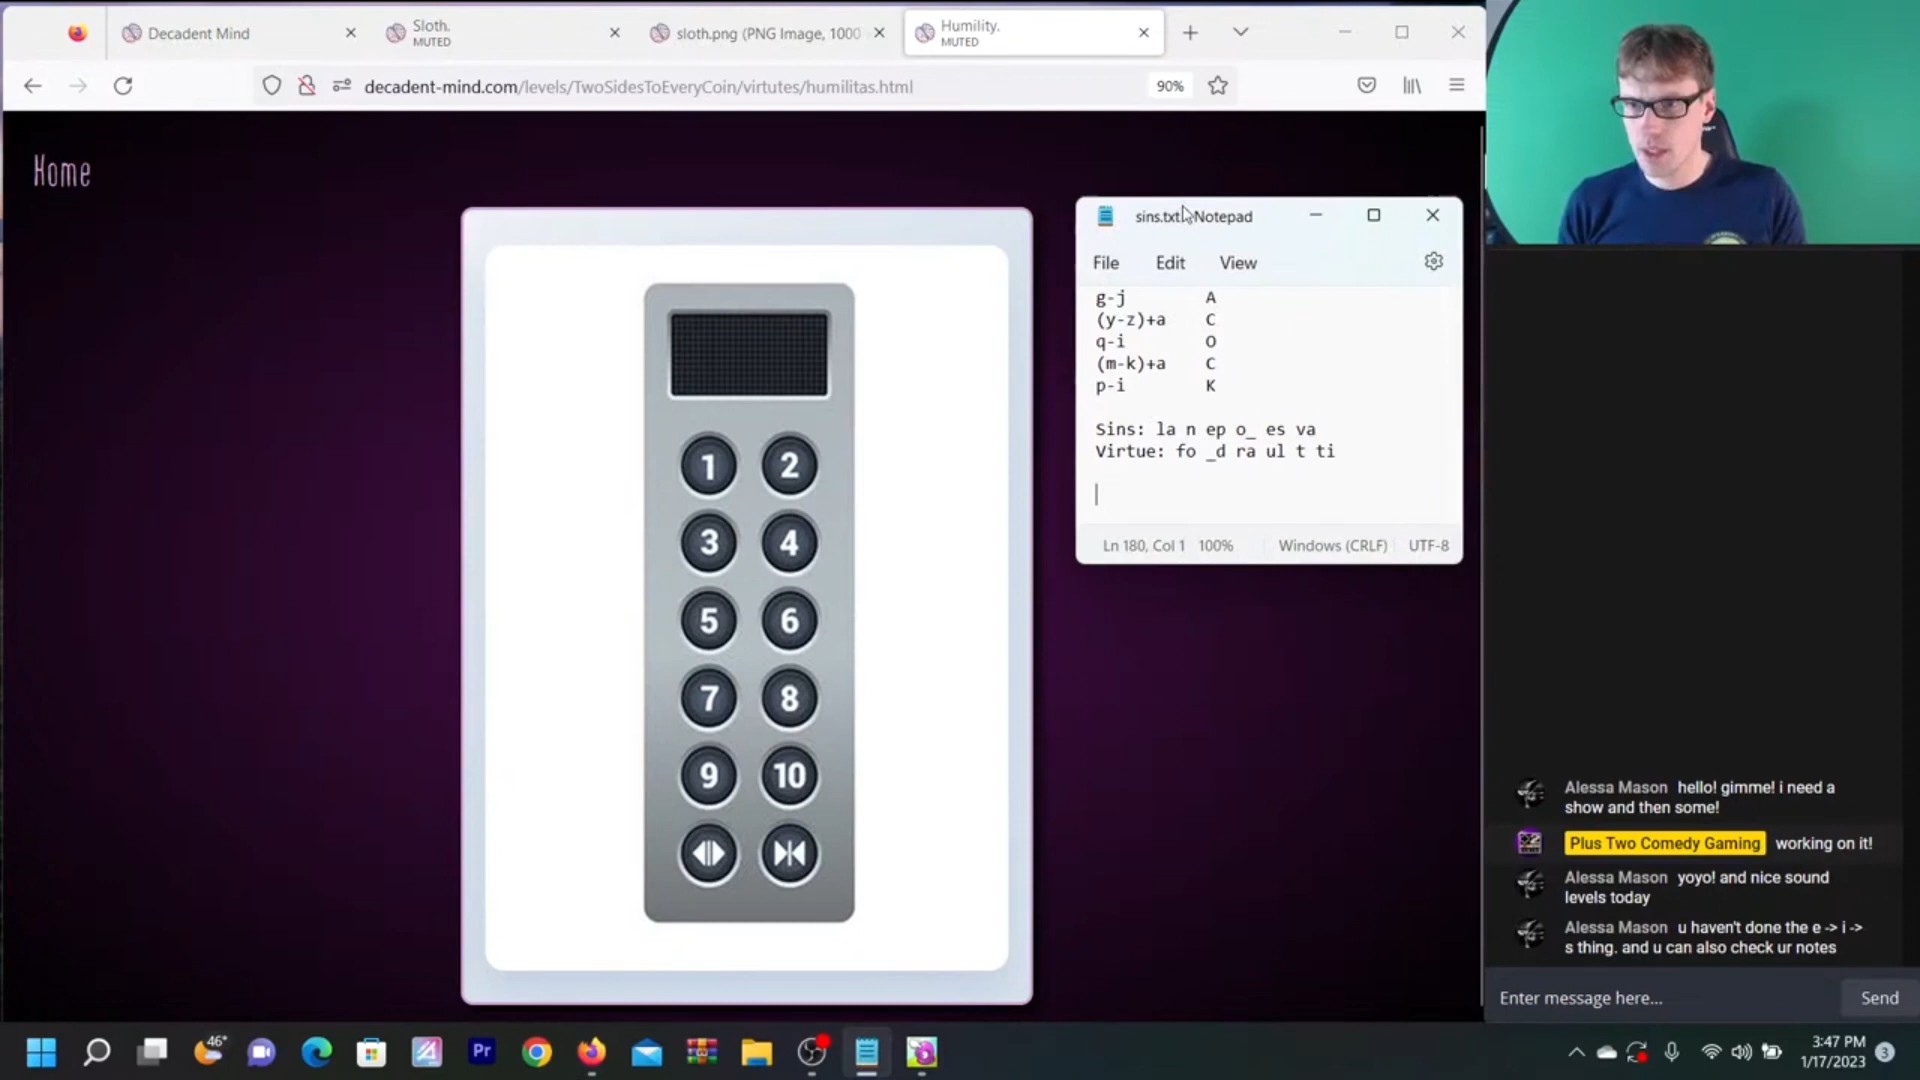 Decadent Mind
Sloth.
MUTED
sloth.png (PNG Image, 1000
Humility.
MUTED
decadent-mind.com/levels/TwoSidesToEveryCoin/virtutes/humilitas.html
90%
Home
sins.txt Notepad
File Edit View
g-j A
(y-z)+a C
q-i O
(m-k)+a C
p-i K
Sins: la n ep o_ es va
Virtue: fo _d ra ul t ti
Ln 180, Col 1 100% Windows (CRLF) UTF-8
1 2
3 4
5 6
7 8
9 10
Alessa Mason hello! gimme! i need a
show and then some!
Plus Two Comedy Gaming working on it!
Alessa Mason yoyo! and nice sound
levels today
Alessa Mason u haven't done the e -> i ->
s thing. and u can also check ur notes
Enter message here... Send
46°
Pr
3:47 PM
1/17/2023
3